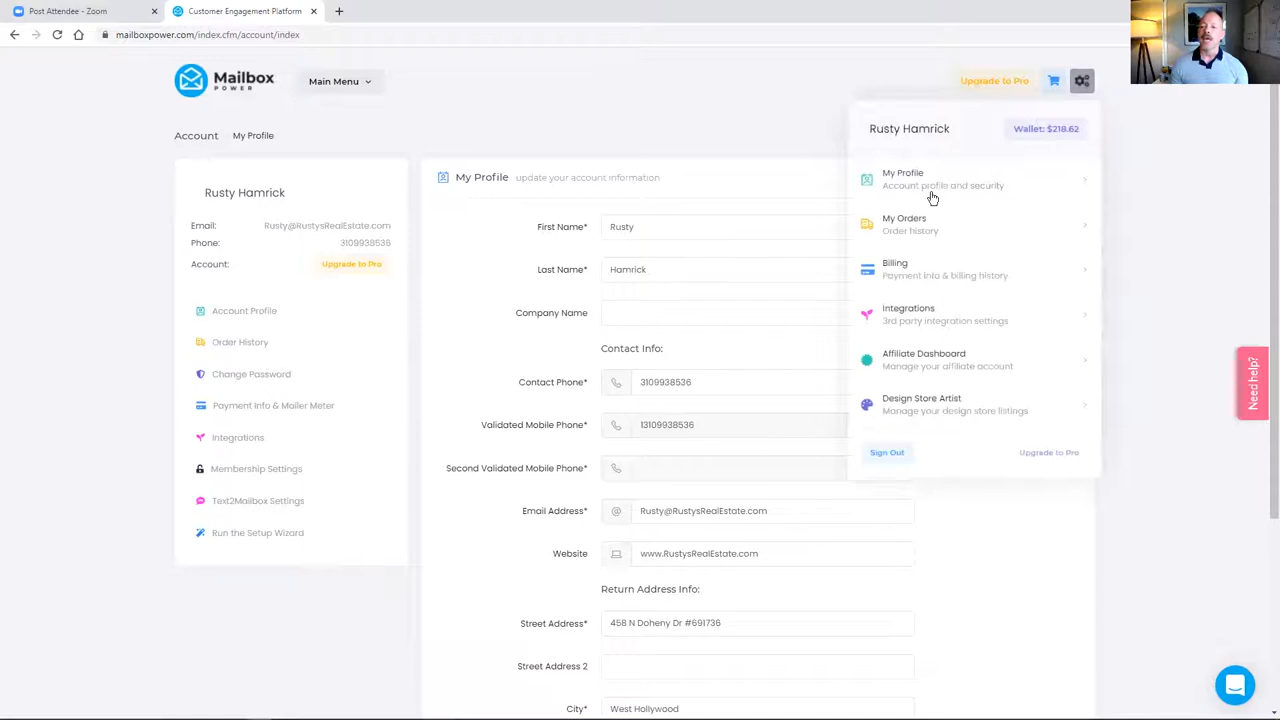 Post Attendee - Zoom
Customer Engagement Platform
mailboxpower.com/index.cfm/account/index
Mailbox
POWER
Main Menu
Upgrade to Pro
Account
My Profile
Rusty Hamrick
Email: Rusty@RustysRealEstate.com
Phone: 3109938536
Account: Upgrade to Pro
Account Profile
Order History
Change Password
Payment Info & Mailer Meter
Integrations
Membership Settings
Text2Mailbox Settings
Run the Setup Wizard
My Profile update your account information
First Name* Rusty
Last Name* Hamrick
Company Name
Contact Info:
Contact Phone* 3109938536
Validated Mobile Phone* 13109938536
Second Validated Mobile Phone*
Email Address* @ Rusty@RustysRealEstate.com
Website www.RustysRealEstate.com
Return Address Info:
Street Address* 458 N Doheny Dr #691736
Street Address 2
City* West Hollywood
Rusty Hamrick
Wallet: $218.62
My Profile
Account profile and security
My Orders
Order history
Billing
Payment info & billing history
Integrations
3rd party integration settings
Affiliate Dashboard
Manage your affiliate account
Design Store Artist
Manage your design store listings
Sign Out
Upgrade to Pro
Need help?